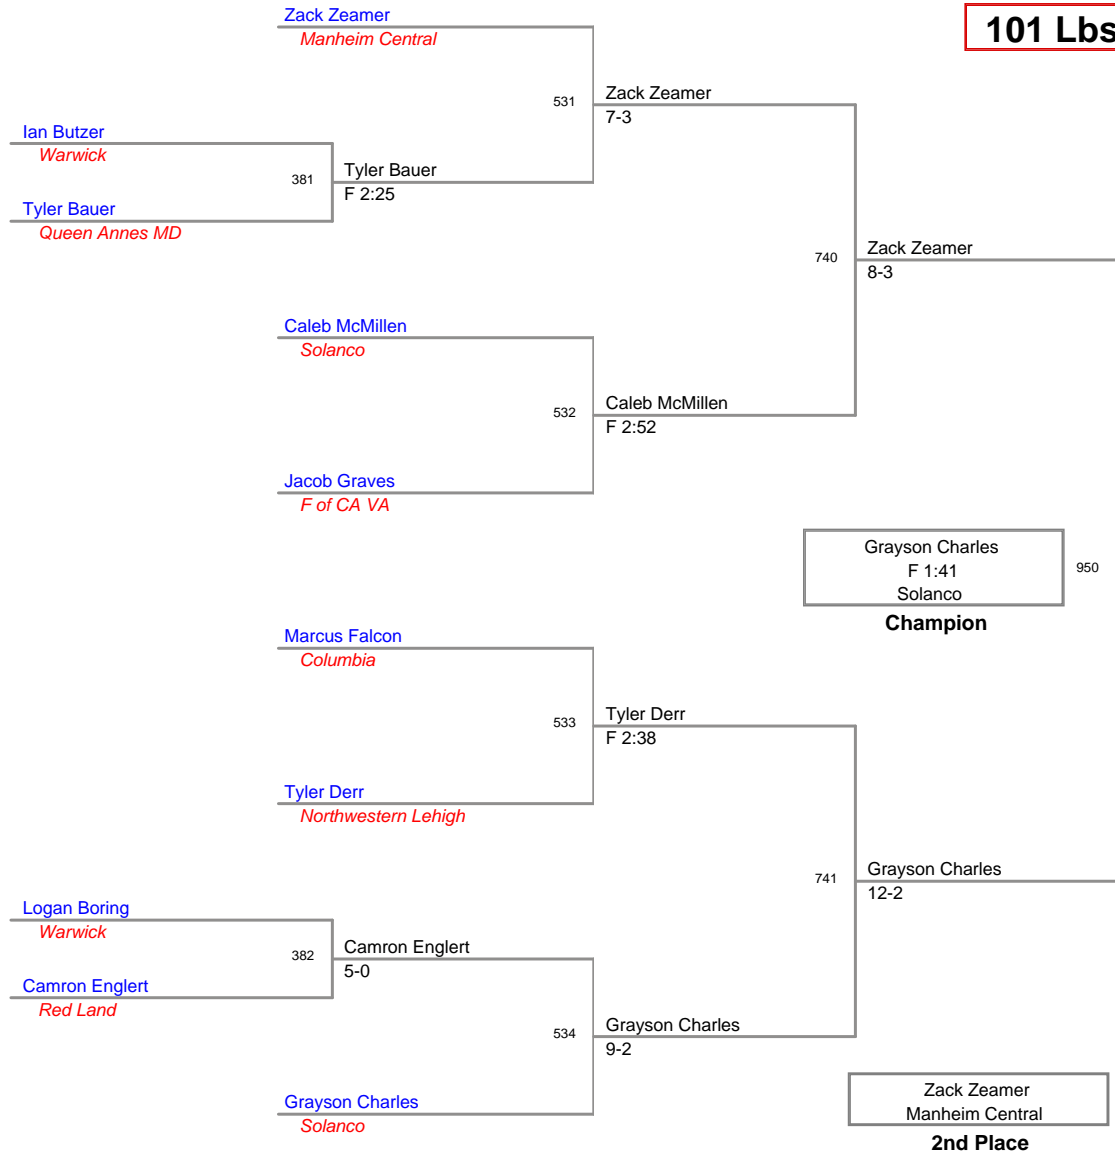 Zack Zeamer
Manheim Central
101 Lbs
531
Zack Zeamer
7-3
Ian Butzer
Warwick
381
Tyler Bauer
F 2:25
Tyler Bauer
Queen Annes MD
740
Zack Zeamer
8-3
Caleb McMillen
Solanco
532
Caleb McMillen
F 2:52
Jacob Graves
F of CA VA
Grayson Charles
F 1:41
Solanco
950
Champion
Marcus Falcon
Columbia
533
Tyler Derr
F 2:38
Tyler Derr
Northwestern Lehigh
741
Grayson Charles
12-2
Logan Boring
Warwick
382
Camron Englert
5-0
Camron Englert
Red Land
534
Grayson Charles
9-2
Grayson Charles
Solanco
Zack Zeamer
Manheim Central
2nd Place